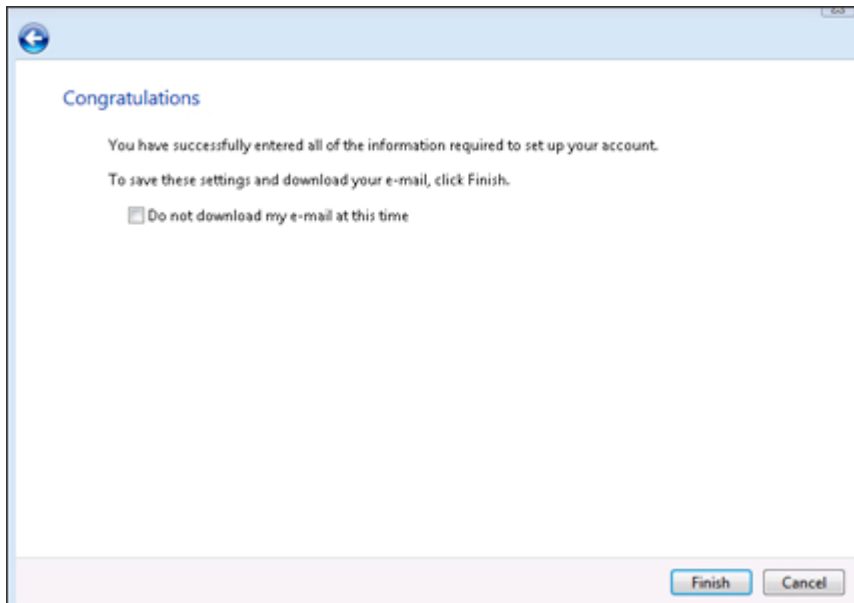 Congratulations
You have successfully entered all of the information required to set up your account.
To save these settings and download your e-mail, click Finish.
Do not download my e-mail at this time
Finish
Cancel